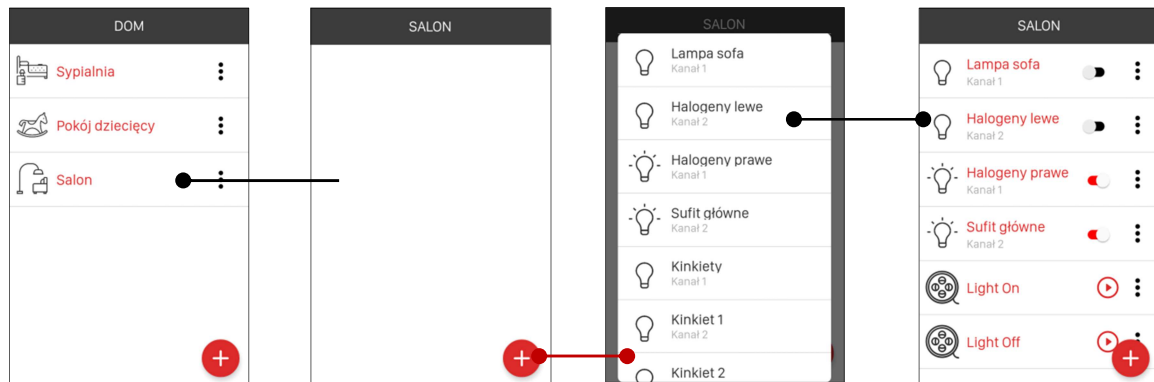 DOM
Sypialnia
Pokój dziecięcy
Salon
SALON
SALON
Lampa sofa
Kanał 1
Halogeny lewe
Kanał 2
Halogeny prawe
Kanał 1
Sufit główne
Kanał 2
Kinkiety
Kanał 1
Kinkiet 1
Kanał 2
Kinkiet 2
SALON
Lampa sofa
Kanał 1
Halogeny lewe
Kanał 2
Halogeny prawe
Kanał 1
Sufit główne
Kanał 2
Light On
Light Off